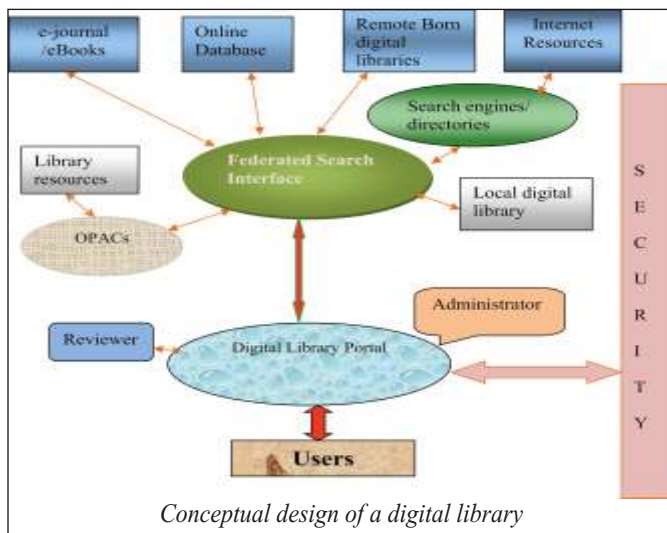 e-journal
/eBooks
Online
Database
Remote Born
digital
libraries
Internet
Resources
Search engines/
directories
Federated Search
Interface
Library
resources
OPACs
Local digital
library
Administrator
Reviewer
Digital Library Portal
Users
S
E
C
U
R
I
T
Y
Conceptual design of a digital library